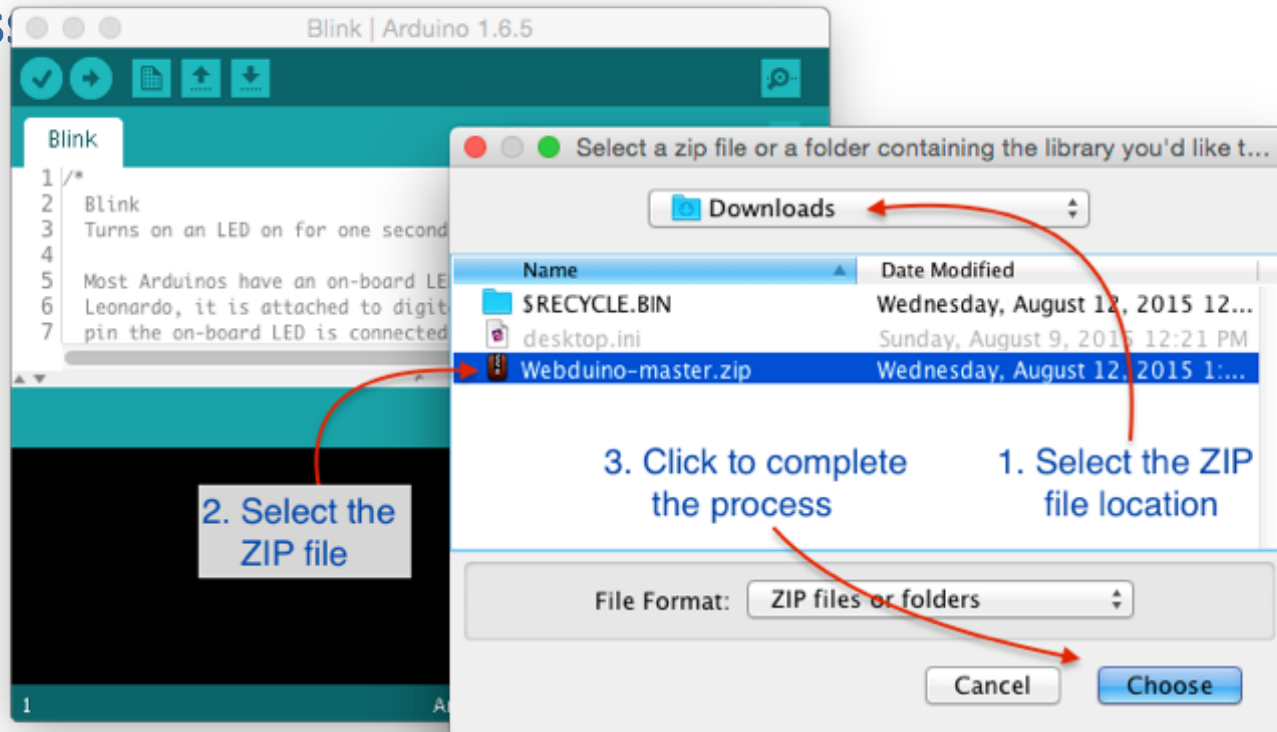 Blink | Arduino 1.6.5
Blink
1 /*
2 Blink
3 Turns on an LED on for one second
4
5 Most Arduinos have an on-board
6 Leonardo, it is attached to
7 pin the on-board LED is connected
2. Select the
ZIP file
1
Select a zip file or a folder containing the library you'd like t...
Downloads
Name Date Modified
$RECYCLE.BIN Wednesday, August 12, 2015 12...
desktop.ini Sunday, August 9, 2015 12:21 PM
Webduino-master.zip Wednesday, August 12, 2015 1:...
3. Click to complete
the process
1. Select the ZIP
file location
File Format: ZIP files or folders
Cancel Choose